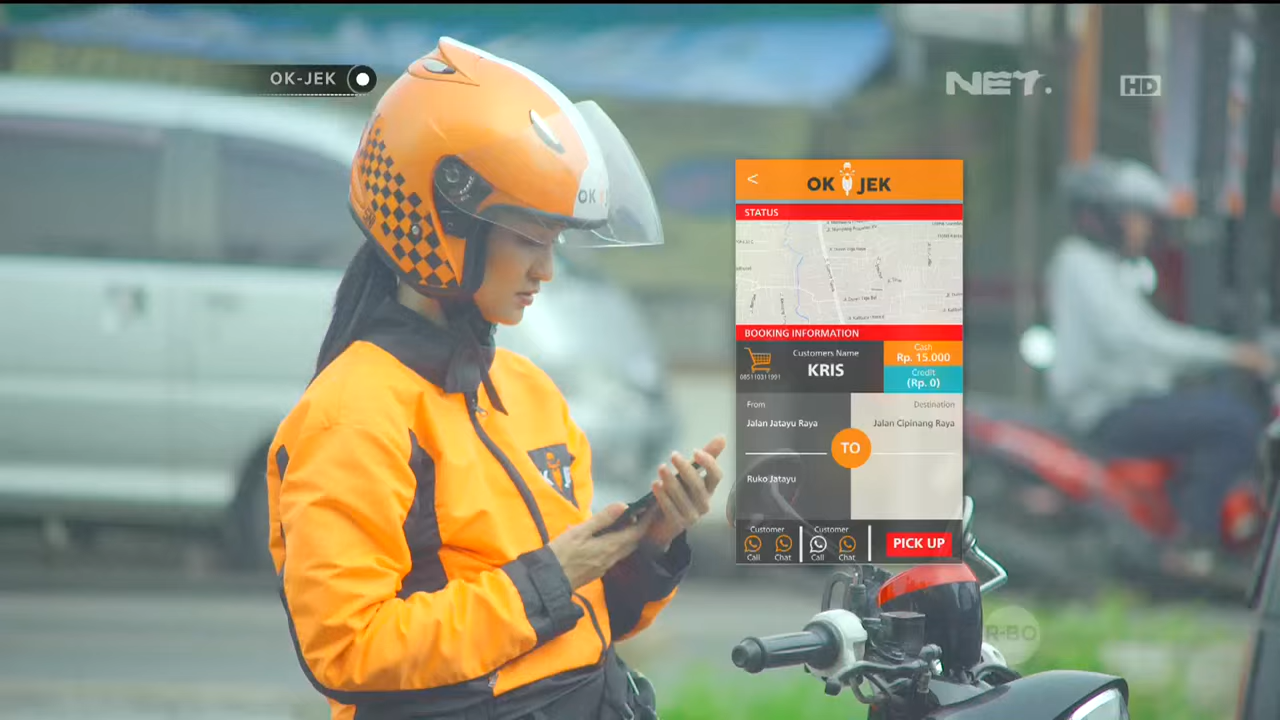 OK-JEK
NET.
HD
OK
OK JEK
<
STATUS
BOOKING INFORMATION
Customers Name
KRIS
085110311991
Cash
Rp. 15.000
Credit
(Rp. 0)
From
Jalan Jatayu Raya
Destination
Jalan Cipinang Raya
TO
Ruko Jatayu
Customer
Call
Chat
Customer
Call
Chat
PICK UP
R-BO